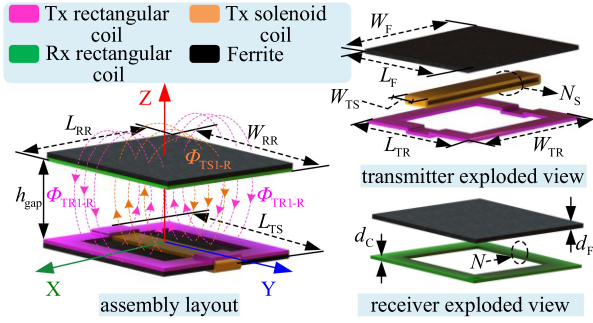 Tx rectangular coil
Tx solenoid coil
Rx rectangular coil
Ferrite
Z
L_RR
W_RR
Φ_TS1-R
Φ_TR1-R
Φ_TR1-R
h_gap
L_TS
X
Y
assembly layout
W_F
L_F
W_TS
N_S
L_TR
W_TR
transmitter exploded view
d_C
N
d_F
receiver exploded view